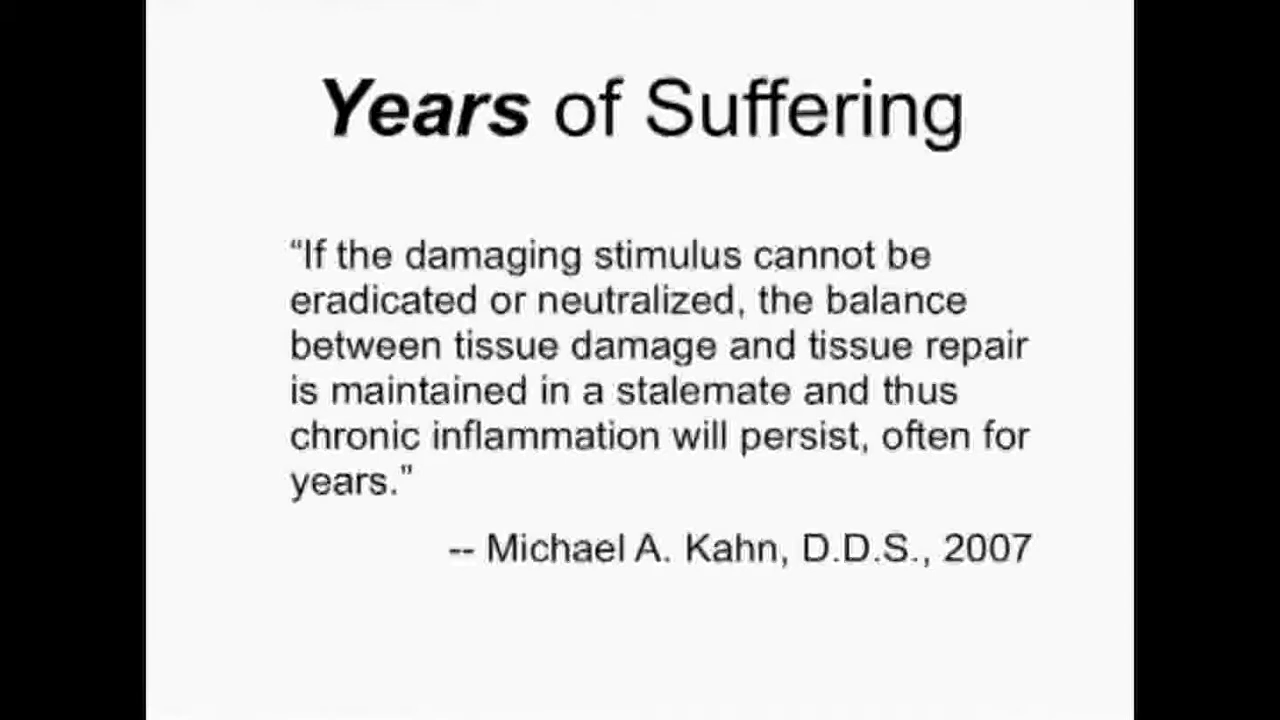 Years of Suffering
“If the damaging stimulus cannot be
eradicated or neutralized, the balance
between tissue damage and tissue repair
is maintained in a stalemate and thus
chronic inflammation will persist, often for
years.”
-- Michael A. Kahn, D.D.S., 2007